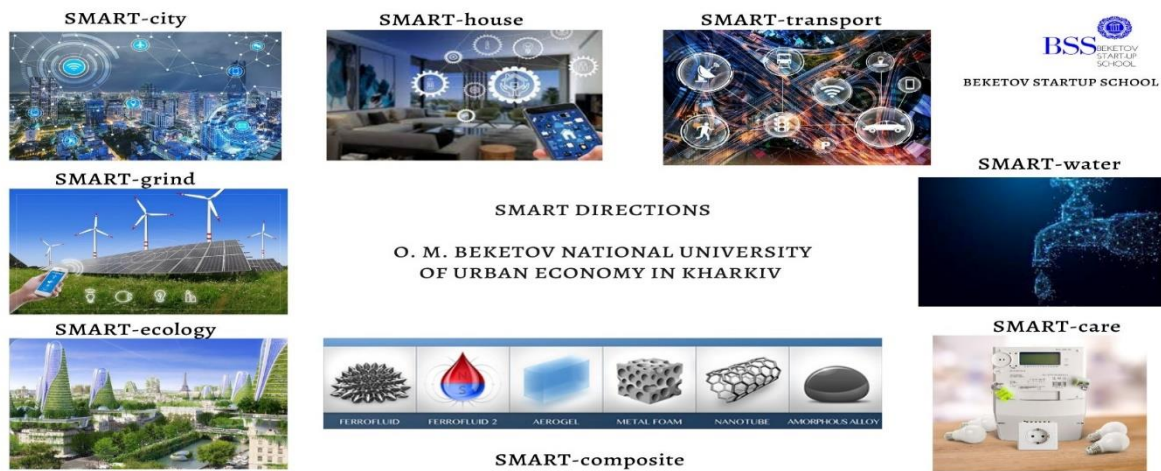 SMART-city
SMART-house
SMART-transport
BSS BEKETOV
START-UP
SCHOOL
BEKETOV STARTUP SCHOOL
SMART-grind
SMART-water
SMART DIRECTIONS
O. M. BEKETOV NATIONAL UNIVERSITY
OF URBAN ECONOMY IN KHARKIV
SMART-ecology
SMART-care
FERROFLUID
FERROFLUID 2
AEROGEL
METAL FOAM
NANOTUBE
AMORPHOUS ALLOY
SMART-composite